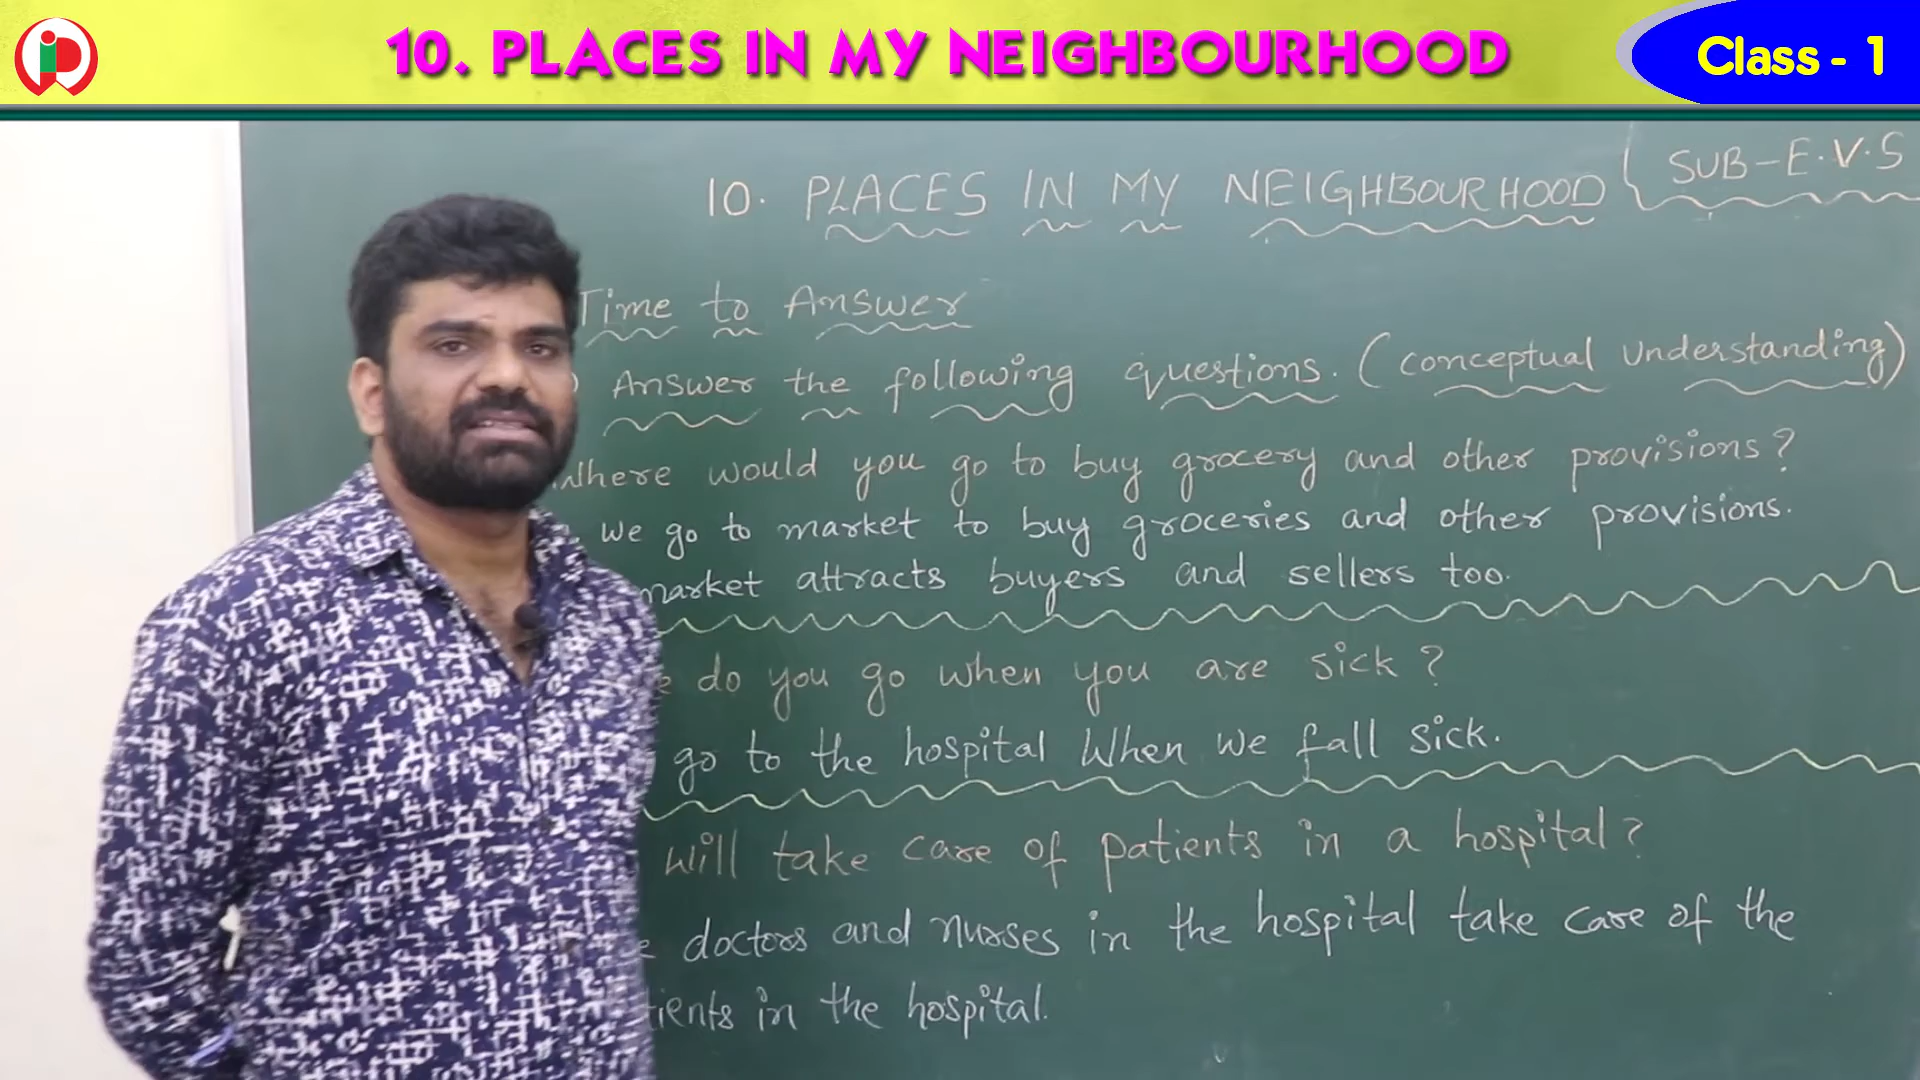 10. PLACES IN MY NEIGHBOURHOOD
Class - 1
SUB-E.V.S
10. PLACES IN MY NEIGHBOURHOOD
Time to Answer
Answer the following questions. (conceptual understanding)
Where would you go to buy grocery and other provisions?
we go to market to buy groceries and other provisions.
market attracts buyers and sellers too.
do you go when you are sick?
go to the hospital When we fall sick.
will take care of patients in a hospital?
doctors and nurses in the hospital take care of the
in the hospital.